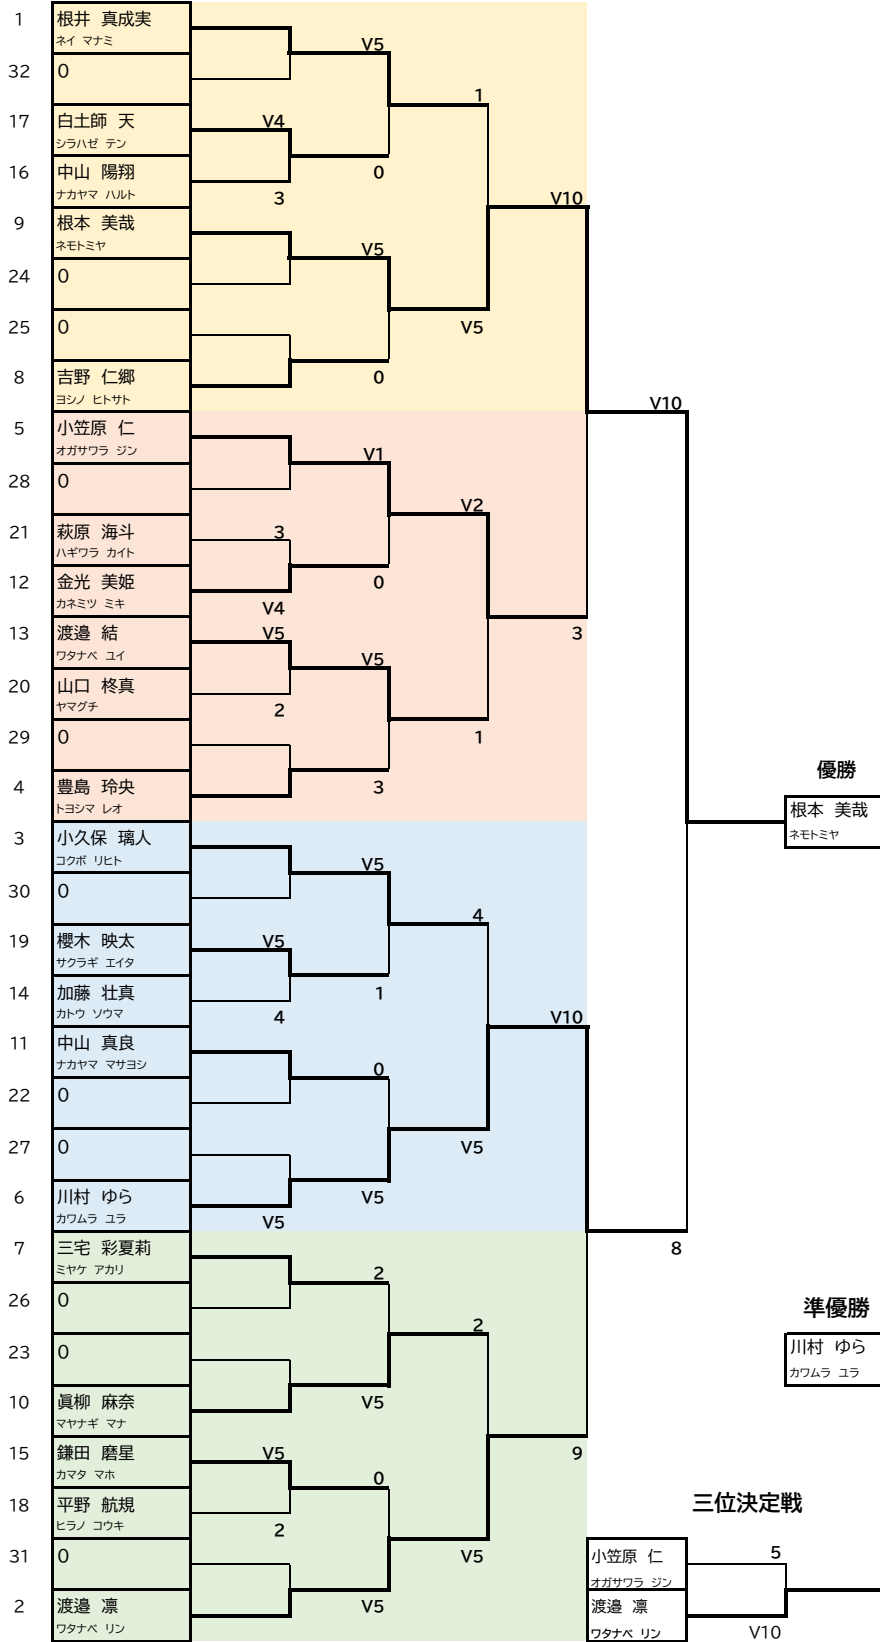 1
根井 真成実
ネイ マナミ
V5
32
0
1
17
白土師 天
シラハゼ テン
V4
16
中山 陽翔
ナカヤマ ハルト
0
3
V10
9
根本 美哉
ネモトミヤ
V5
24
0
25
0
V5
8
吉野 仁郷
ヨシノ ヒトサト
0
V10
5
小笠原 仁
オガサワラ ジン
V1
28
0
V2
21
萩原 海斗
ハギワラ カイト
3
12
金光 美姫
カネミツ ミキ
0
V4
13
渡邉 結
ワタナベ ユイ
V5
3
V5
20
山口 柊真
ヤマグチ
2
29
0
1
4
豊島 玲央
トヨシマ レオ
3
優勝
根本 美哉
ネモトミヤ
3
小久保 璃人
コクボ リヒト
V5
30
0
4
19
櫻木 映太
サクラギ エイタ
V5
14
加藤 壮真
カトウ ソウマ
1
4
V10
11
中山 真良
ナカヤマ マサヨシ
0
22
0
27
0
V5
6
川村 ゆら
カワムラ ユラ
V5
V5
7
三宅 彩夏莉
ミヤケ アカリ
8
2
26
0
準優勝
2
23
0
川村 ゆら
カワムラ ユラ
10
眞柳 麻奈
マヤナギ マナ
V5
15
鎌田 磨星
カマタ マホ
V5
9
0
18
平野 航規
ヒラノ コウキ
2
三位決定戦
31
0
V5
小笠原 仁
オガサワラ ジン
5
2
渡邉 凛
ワタナベ リン
V5
渡邉 凛
ワタナベ リン
V10